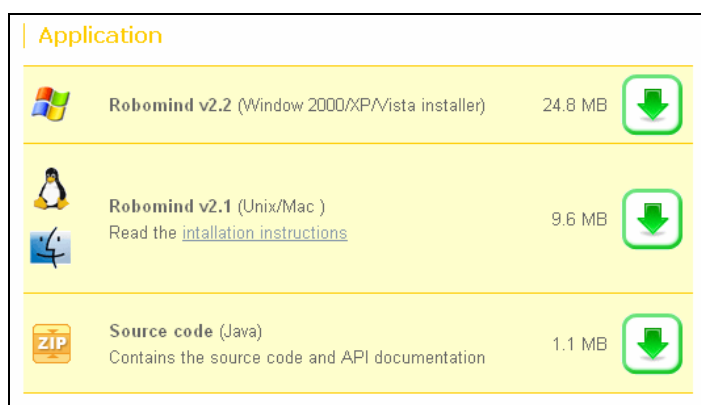 Application
Robomind v2.2 (Window 2000/XP/Vista installer) 24.8 MB
Robomind v2.1 (Unix/Mac )
Read the intallation instructions
9.6 MB
Source code (Java)
Contains the source code and API documentation
1.1 MB
ZIP